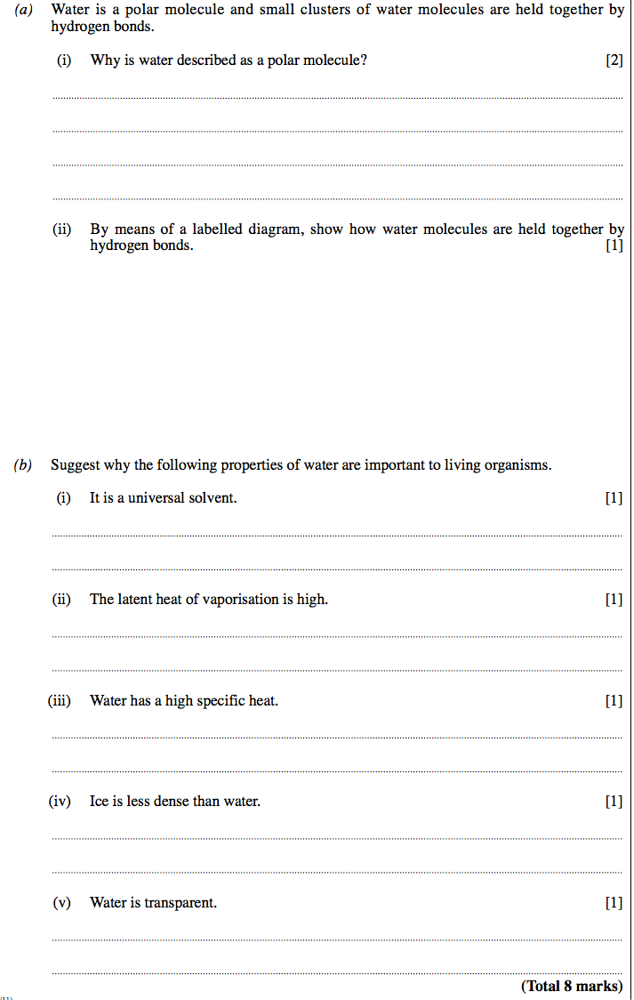 (a) Water is a polar molecule and small clusters of water molecules are held together by
hydrogen bonds.
(i) Why is water described as a polar molecule? [2]
(ii) By means of a labelled diagram, show how water molecules are held together by
hydrogen bonds. [1]
(b) Suggest why the following properties of water are important to living organisms.
(i) It is a universal solvent. [1]
(ii) The latent heat of vaporisation is high. [1]
(iii) Water has a high specific heat. [1]
(iv) Ice is less dense than water. [1]
(v) Water is transparent. [1]
(Total 8 marks)